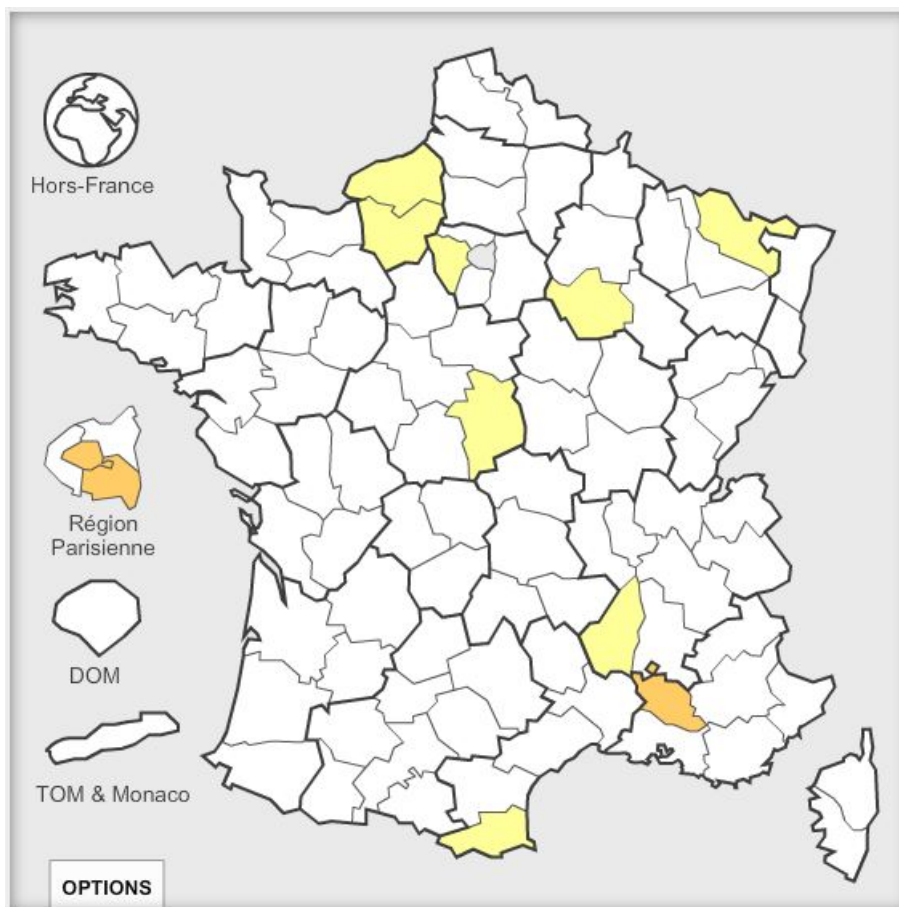 Hors-France
Région
Parisienne
DOM
TOM & Monaco
OPTIONS